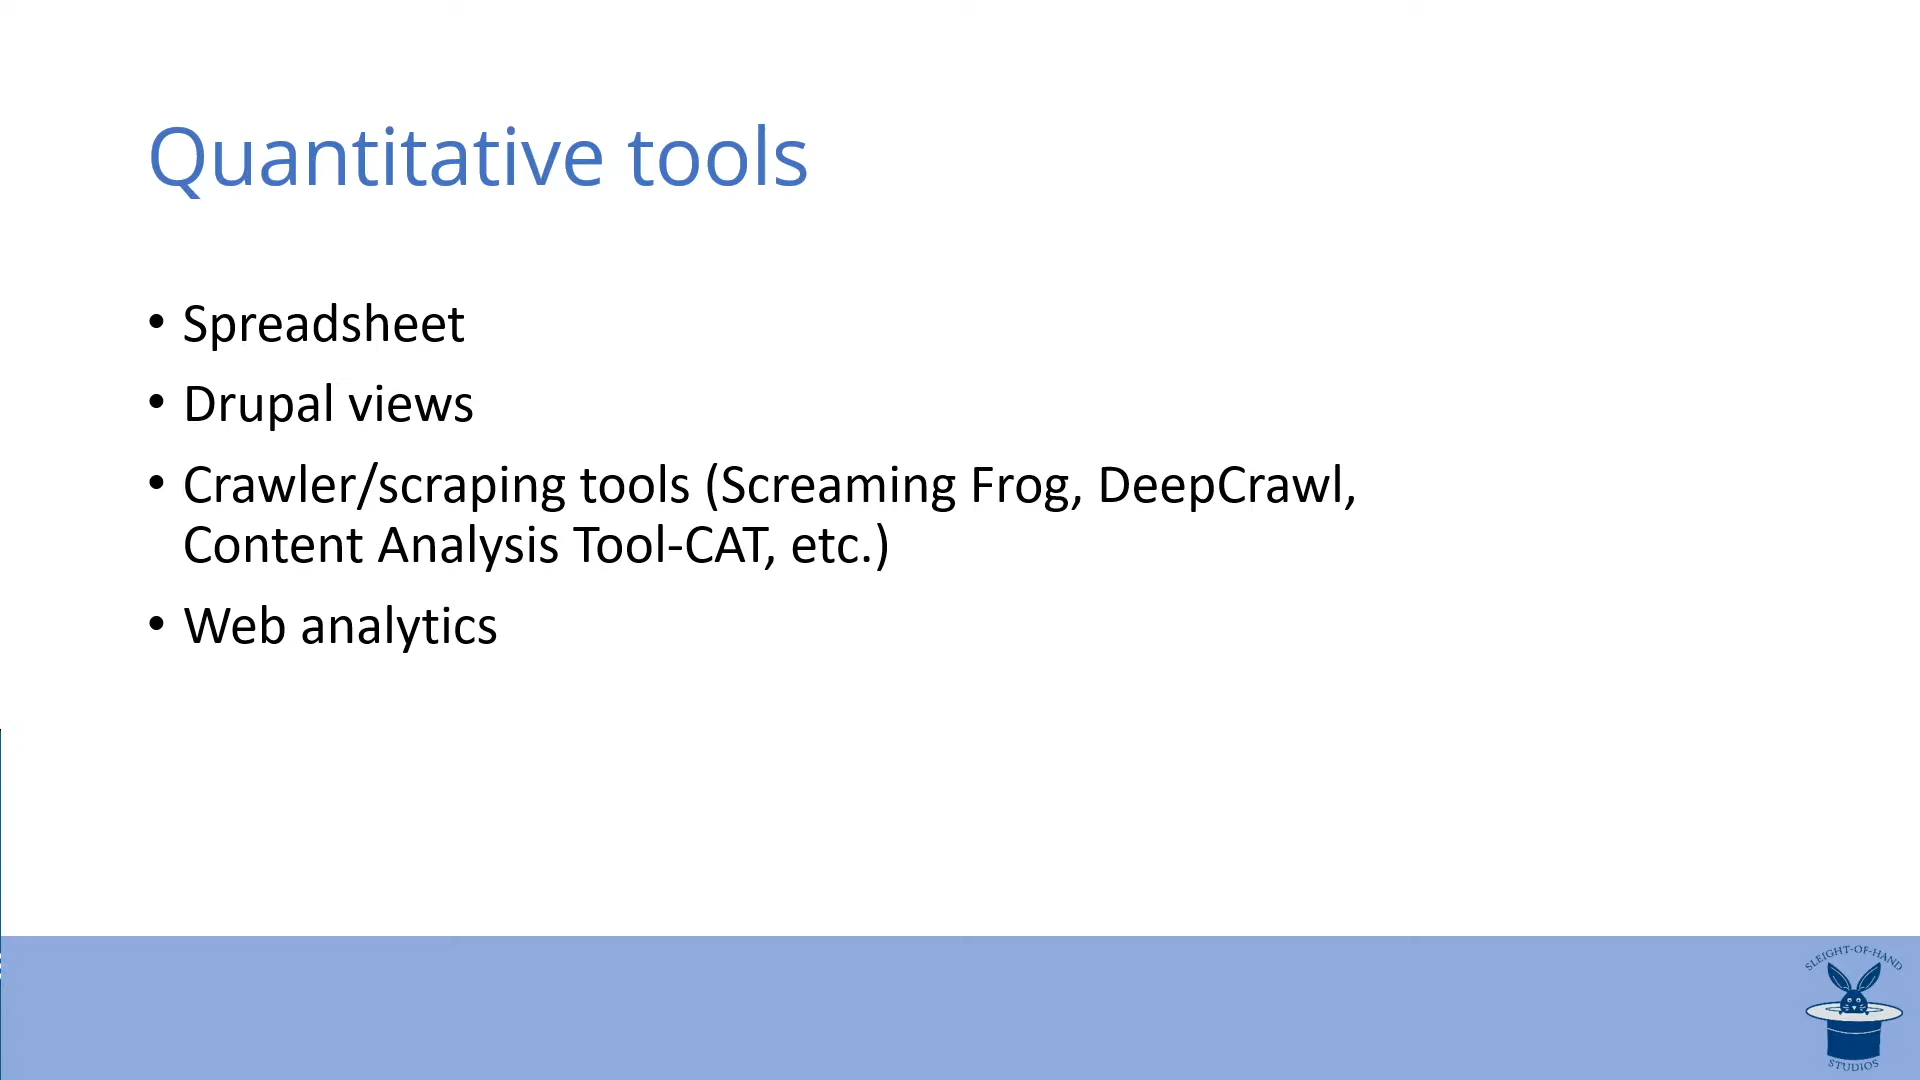 Quantitative tools
• Spreadsheet
• Drupal views
• Crawler/scraping tools (Screaming Frog, DeepCrawl,
Content Analysis Tool-CAT, etc.)
• Web analytics
SLEIGHT-OF-HAND
STUDIOS